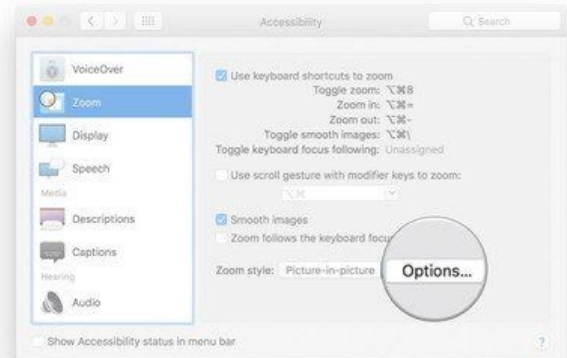 Accessibility
Search
VoiceOver
Zoom
Display
Speech
Media
Descriptions
Captions
Hearing
Audio
Use keyboard shortcuts to zoom
Toggle zoom: ⌥⌘8
Zoom in: ⌥⌘=
Zoom out: ⌥⌘-
Toggle smooth images: ⌥⌘\
Toggle keyboard focus following: Unassigned
Use scroll gesture with modifier keys to zoom:
⌥⌘
Smooth images
Zoom follows the keyboard focu
Zoom style: Picture-in-picture Options...
Show Accessibility status in menu bar
?